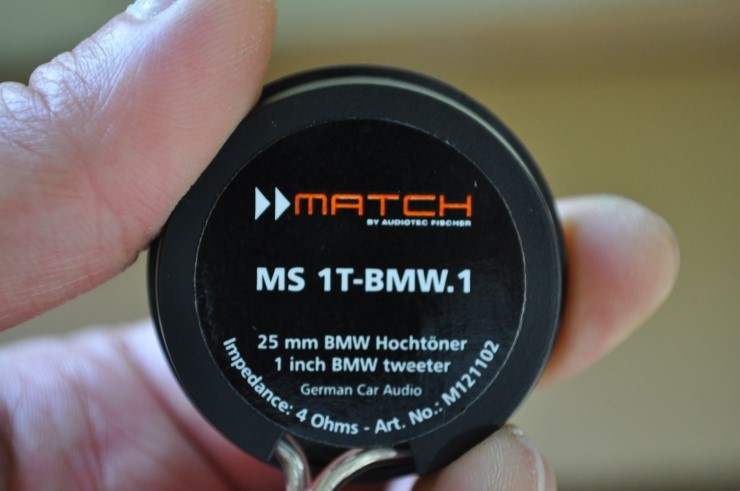 MATCH
BY AUDIOTEC FISCHER
MS 1T-BMW.1
25 mm BMW Hochtöner
1 inch BMW tweeter
German Car Audio
Impedance: 4 Ohms - Art. No.: M121102